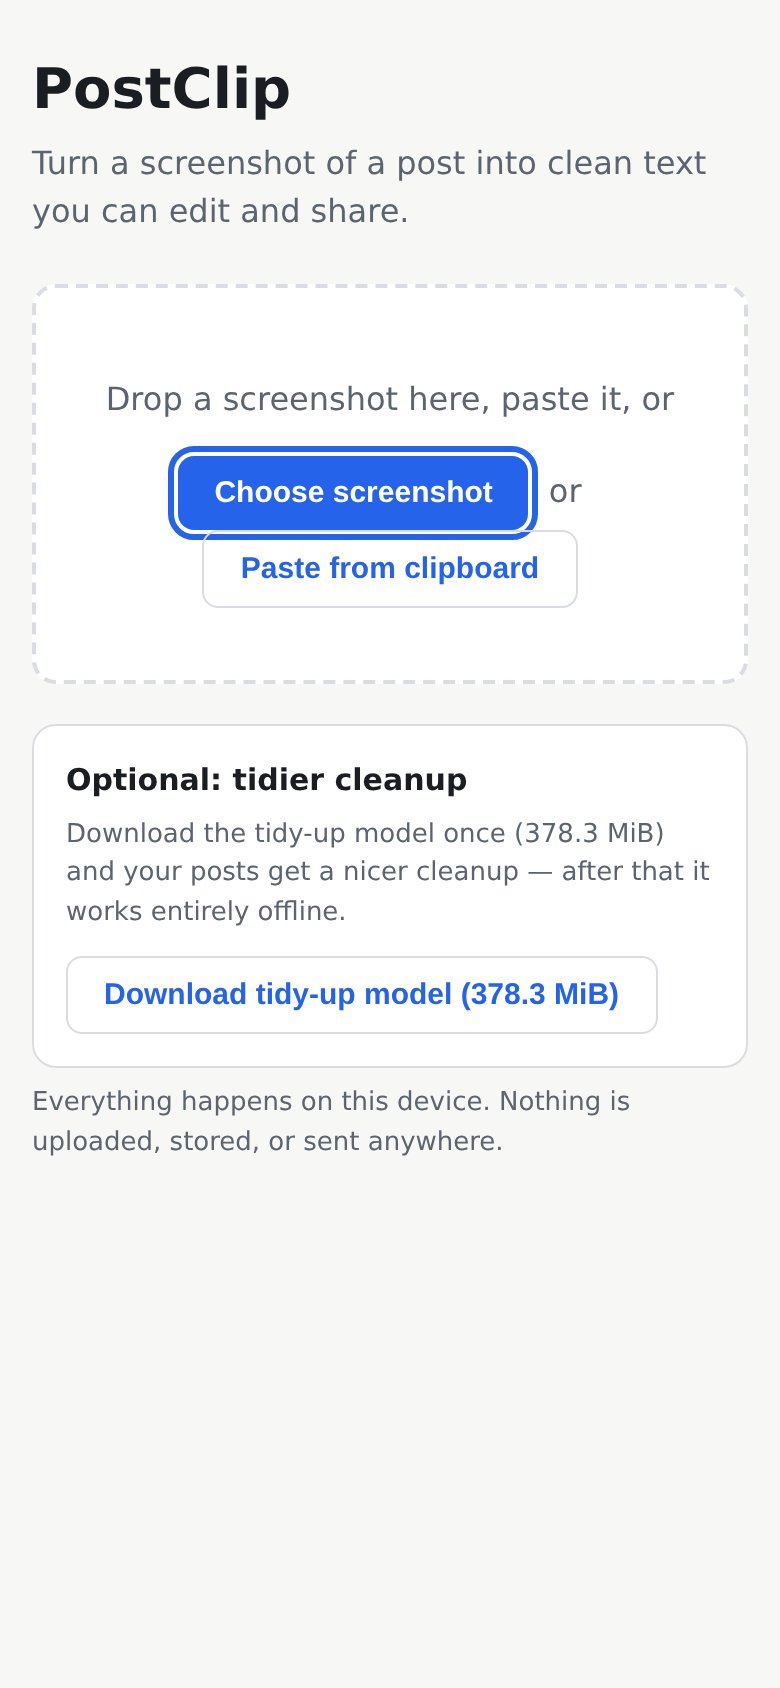 PostClip
Turn a screenshot of a post into clean text
you can edit and share.
Drop a screenshot here, paste it, or
Choose screenshot or
Paste from clipboard
Optional: tidier cleanup
Download the tidy-up model once (378.3 MiB)
and your posts get a nicer cleanup — after that it
works entirely offline.
Download tidy-up model (378.3 MiB)
Everything happens on this device. Nothing is
uploaded, stored, or sent anywhere.